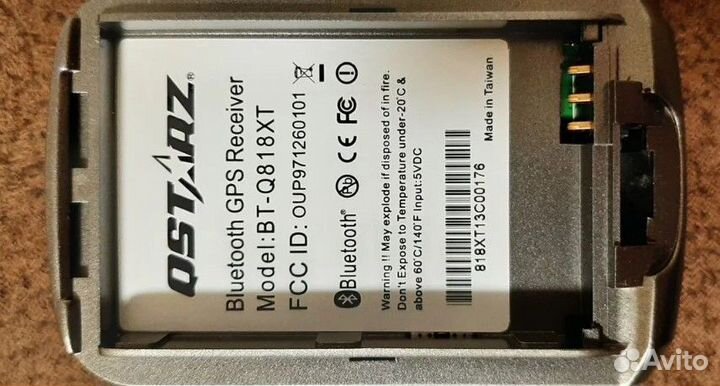 QSTARZ®
Bluetooth GPS Receiver
Model:BT-Q818XT
FCC ID: OUP971260101
Bluetooth® Pb CE FC
Warning !! May explode if disposed of in fire.
Don't Expose to Temperature under-20˚C &
above 60˚C/140˚F Input:5VDC
818XT13C00176
Made in Taiwan
Avito